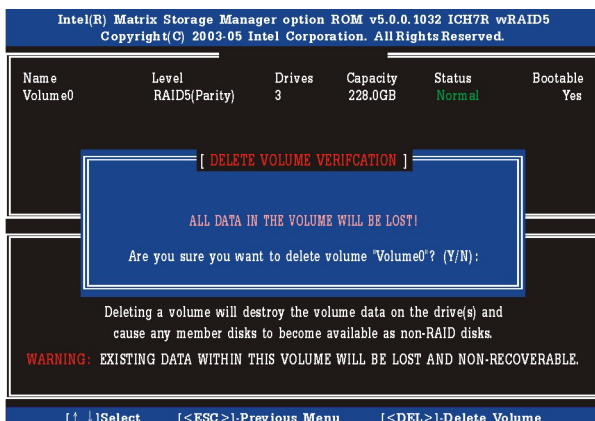 Intel(R) Matrix Storage Manager option ROM v5.0.0.1032 ICH7R wRAID5
Copyright(C) 2003-05 Intel Corporation. All Rights Reserved.
Name Level Drives Capacity Status Bootable
Volume0 RAID5(Parity) 3 228.0GB Normal Yes
[ DELETE VOLUME VERIFCATION ]
ALL DATA IN THE VOLUME WILL BE LOST!
Are you sure you want to delete volume "Volume0"? (Y/N):
Deleting a volume will destroy the volume data on the drive(s) and
cause any member disks to become available as non-RAID disks.
WARNING: EXISTING DATA WITHIN THIS VOLUME WILL BE LOST AND NON-RECOVERABLE.
[↑ ↓]Select [<ESC>]-Previous Menu [<DEL>]-Delete Volume